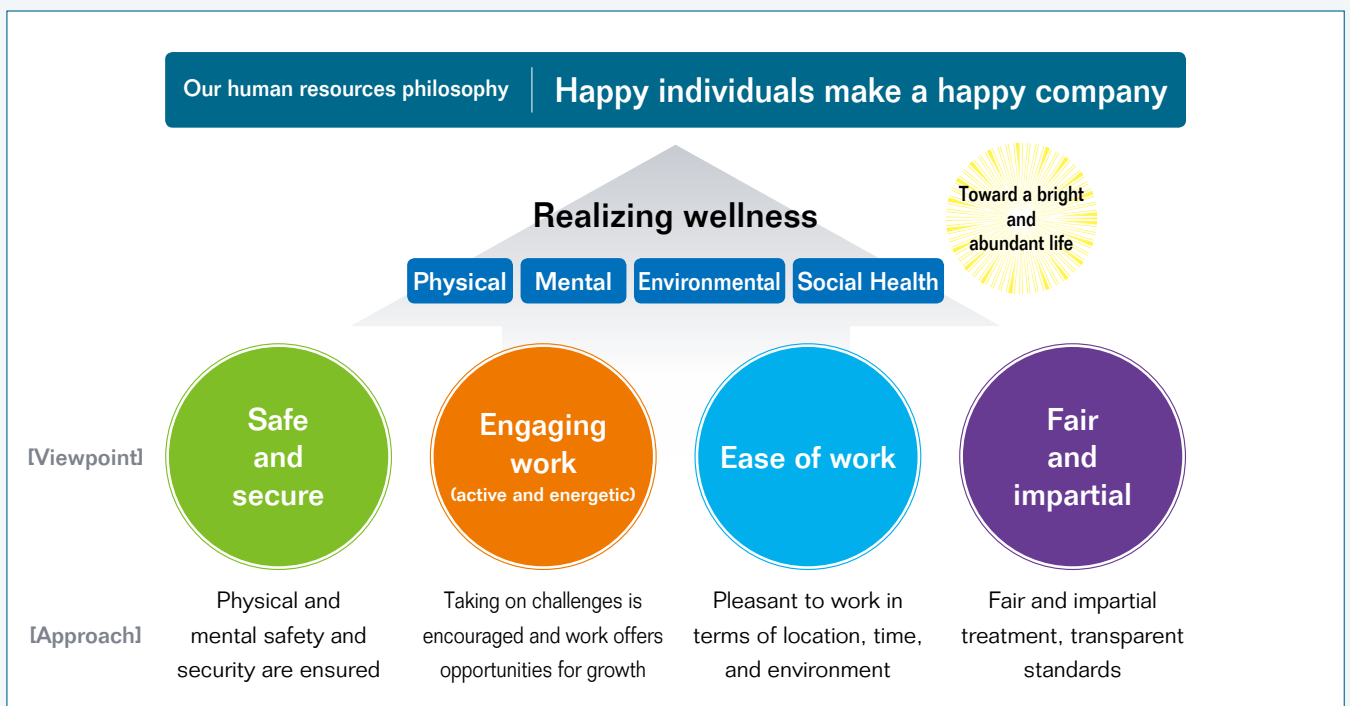 Our human resources philosophy
Happy individuals make a happy company
Realizing wellness
Toward a bright
and
abundant life
Physical
Mental
Environmental
Social Health
[Viewpoint]
Safe
and
secure
Engaging
work
(active and energetic)
Ease of work
Fair
and
impartial
[Approach]
Physical and
mental safety and
security are ensured
Taking on challenges is
encouraged and work offers
opportunities for growth
Pleasant to work in
terms of location, time,
and environment
Fair and impartial
treatment, transparent
standards